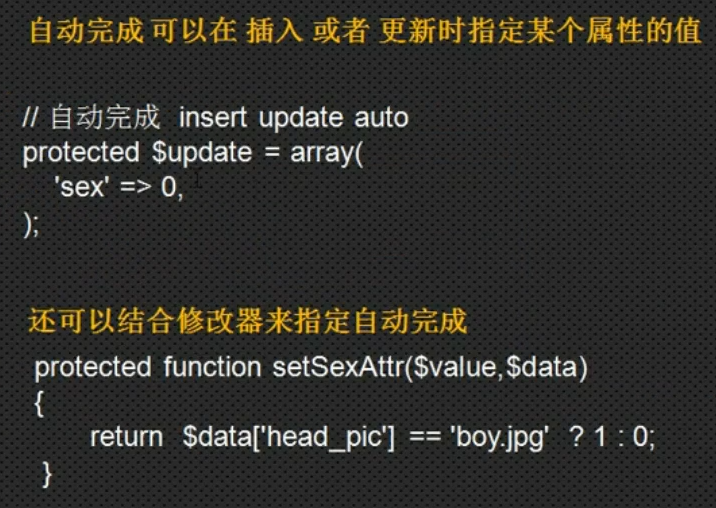 自动完成 可以在 插入 或者 更新时指定某个属性的值
// 自动完成 insert update auto
protected $update = array(
'sex' => 0,
);
还可以结合修改器来指定自动完成
protected function setSexAttr($value,$data)
{
return $data['head_pic'] == 'boy.jpg' ? 1 : 0;
}